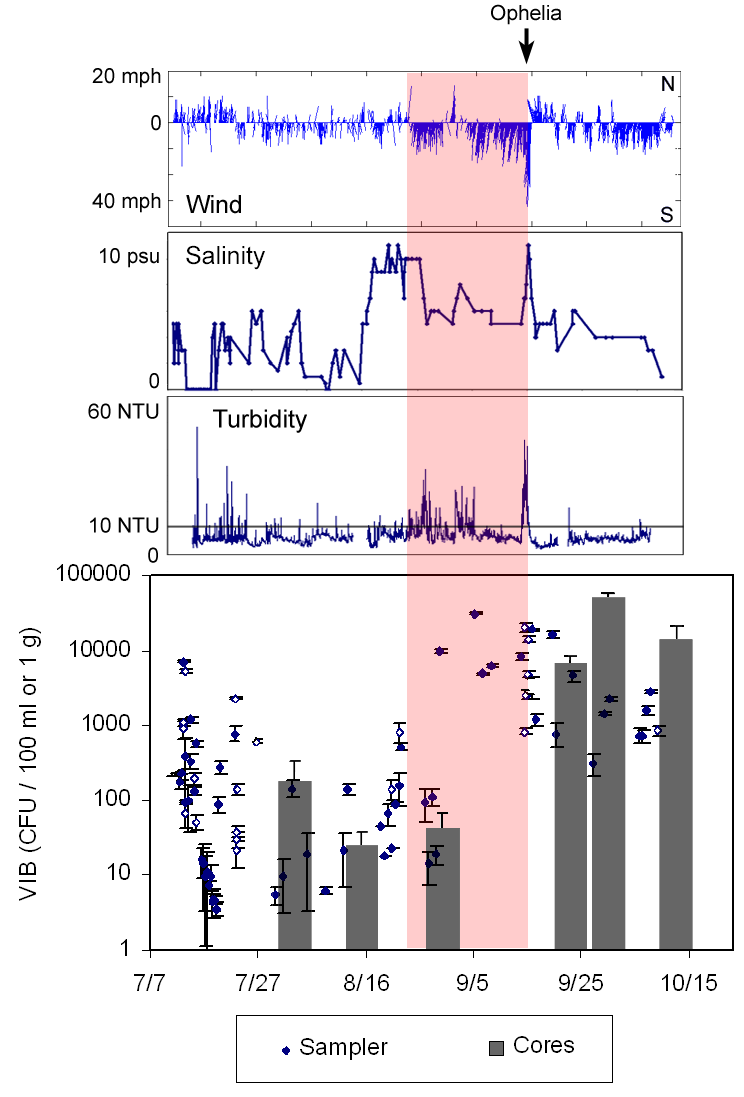 Ophelia
20 mph
N
0
40 mph
Wind
S
10 psu
Salinity
0
60 NTU
Turbidity
10 NTU
0
100000
10000
1000
100
10
1
VIB (CFU / 100 ml or 1 g)
7/7 7/27 8/16 9/5 9/25 10/15
Sampler Cores